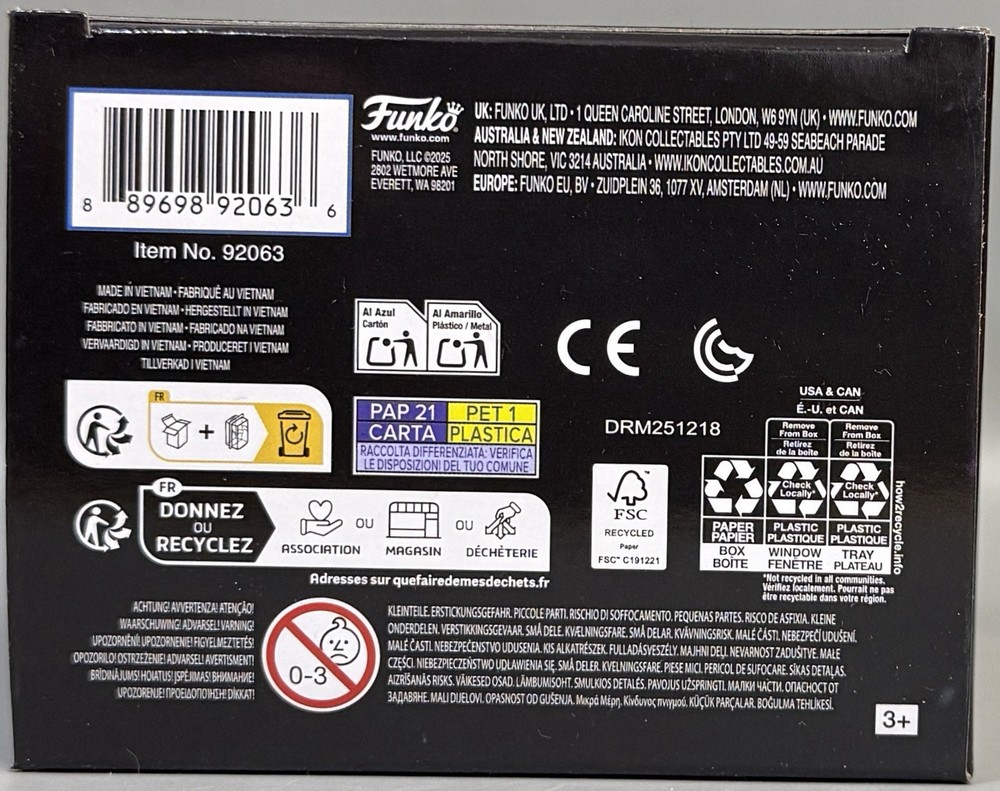 8 89698 92063 6
Item No. 92063
Funko
www.funko.com
FUNKO, LLC ©2025
2802 WETMORE AVE
EVERETT, WA 98201
UK: FUNKO UK, LTD • 1 QUEEN CAROLINE STREET, LONDON, W6 9YN (UK) • WWW.FUNKO.COM
AUSTRALIA & NEW ZEALAND: IKON COLLECTABLES PTY LTD 49-59 SEABEACH PARADE
NORTH SHORE, VIC 3214 AUSTRALIA • WWW.IKONCOLLECTABLES.COM.AU
EUROPE: FUNKO EU, BV • ZUIDPLEIN 36, 1077 XV, AMSTERDAM (NL) • WWW.FUNKO.COM
MADE IN VIETNAM • FABRIQUÉ AU VIETNAM
FABRICADO EN VIETNAM • HERGESTELLT IN VIETNAM
FABBRICATO IN VIETNAM • FABRICADO NA VIETNAM
VERVAARDIGD IN VIETNAM • PRODUCERET I VIETNAM
TILLVERKAD I VIETNAM
Al Azul
Cartón
Al Amarillo
Plástico / Metal
CE
FR
+
PAP 21 PET 1
CARTA PLASTICA
RACCOLTA DIFFERENZIATA: VERIFICA
LE DISPOSIZIONI DEL TUO COMUNE
DRM251218
FSC
RECYCLED
Paper
FSC™ C191221
USA & CAN
É.-U. et CAN
Remove From Box
Retirez de la boîte
Remove From Box
Retirez de la boîte
Check Locally*
Check Locally*
PAPER PAPIER
PLASTIC PLASTIQUE
PLASTIC PLASTIQUE
BOX BOÎTE
WINDOW FENÊTRE
TRAY PLATEAU
how2recycle.info
*Not recycled in all communities.
Vérifiez localement. Pourrait ne pas
être recyclable dans votre région.
FR
DONNEZ
OU
RECYCLEZ
ASSOCIATION OU MAGASIN OU DÉCHÈTERIE
Adresses sur quefairedemesdechets.fr
ACHTUNG! AVVERTENZA! ATENÇÃO!
WAARSCHUWING! ADVARSEL! VARNING!
UPOZORNĚNÍ! UPOZORNENIE! FIGYELMEZTETÉS!
OPOZORILO! OSTRZEŻENIE! ADVARSEL! AVERTISMENT!
BRĪDINĀJUMS! HOIATUS! ĮSPĖJIMAS! ВНИМАНИЕ!
UPOZORENJE! ΠΡΟΕΙΔΟΠΟΙΗΣΗ! DİKKAT!
0-3
KLEINTEILE. ERSTICKUNGSGEFAHR. PICCOLE PARTI. RISCHIO DI SOFFOCAMENTO. PEQUENAS PARTES. RISCO DE ASFIXIA. KLEINE
ONDERDELEN. VERSTIKKINGSGEVAAR. SMÅ DELE. KVÆLNINGSFARE. SMÅ DELAR. KVÄVNINGSRISK. MALÉ ČÁSTI. NEBEZPEČÍ UDUŠENÍ.
MALÉ ČASTI. NEBEZPEČENSTVO UDUSENIA. KIS ALKATRÉSZEK. FULLADÁSVESZÉLY. MAJHNI DELI. NEVARNOST ZADUŠITVE. MAŁE
CZĘŚCI. NIEBEZPIECZEŃSTWO UDŁAWIENIA SIĘ. SMÅ DELER. KVELNINGSFARE. PIESE MICI. PERICOL DE SUFOCARE. SĪKAS DETAĻAS.
AIZRĪŠANĀS RISKS. VÄIKESED OSAD. LÄMBUMISOHT. SMULKIOS DETALĖS. PAVOJUS UŽSPRINGTI. МАЛКИ ЧАСТИ. ОПАСНОСТ ОТ
ЗАДАВЯНЕ. MALI DIJELOVI. OPASNOST OD GUŠENJA. Μικρά Μέρη. Κίνδυνος πνιγμού. KÜÇÜK PARÇALAR. BOĞULMA TEHLİKESİ.
3+